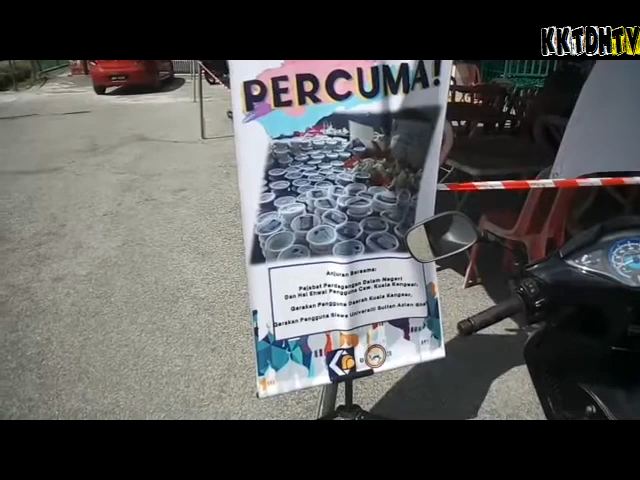 KKTDNTV
PERCUMA!
Anjuran Bersama:
Pejabat Perdagangan Dalam Negeri
Dan Hal Ehwal Pengguna Caw. Kuala Kangsar,
Gerakan Pengguna Daerah Kuala Kangsar,
Gerakan Pengguna Siswa Universiti Sultan Azlan Shah